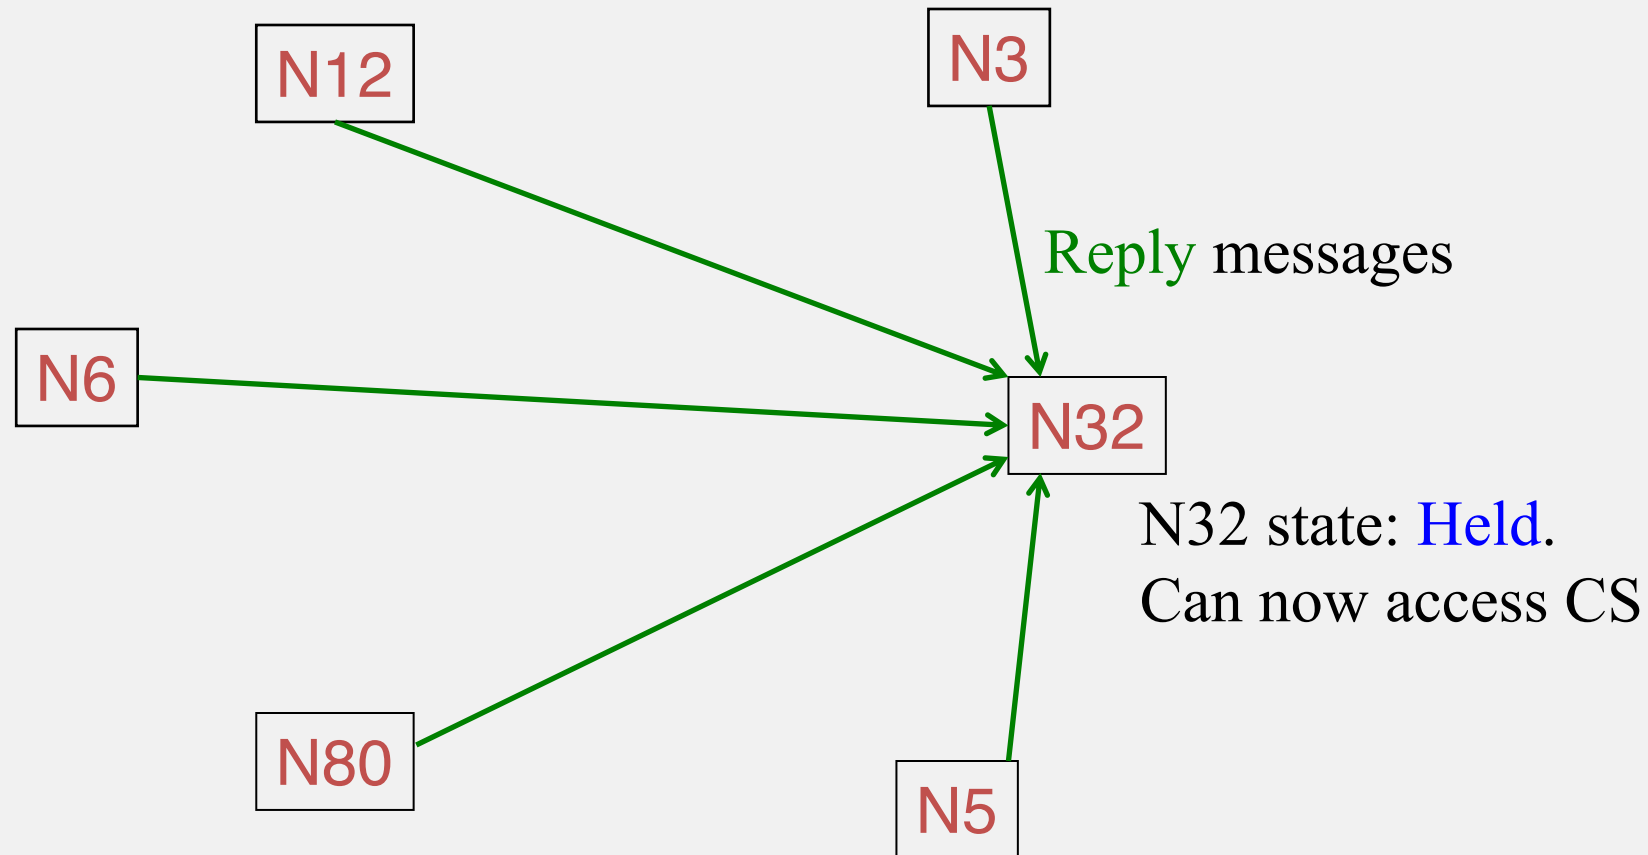 N12
N3
Reply messages
N6
N32
N32 state: Held.
Can now access CS
N80
N5